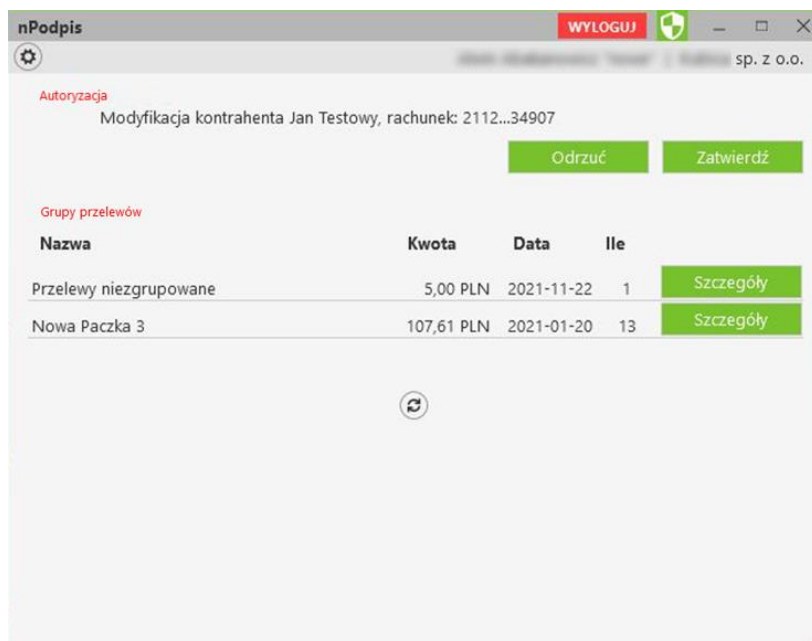 nPodpis WYLOGUJ
sp. z o.o.
Autoryzacja
Modyfikacja kontrahenta Jan Testowy, rachunek: 2112...34907
Odrzuć Zatwierdź
Grupy przelewów
Nazwa Kwota Data Ile
Przelewy niezgrupowane 5,00 PLN 2021-11-22 1 Szczegóły
Nowa Paczka 3 107,61 PLN 2021-01-20 13 Szczegóły